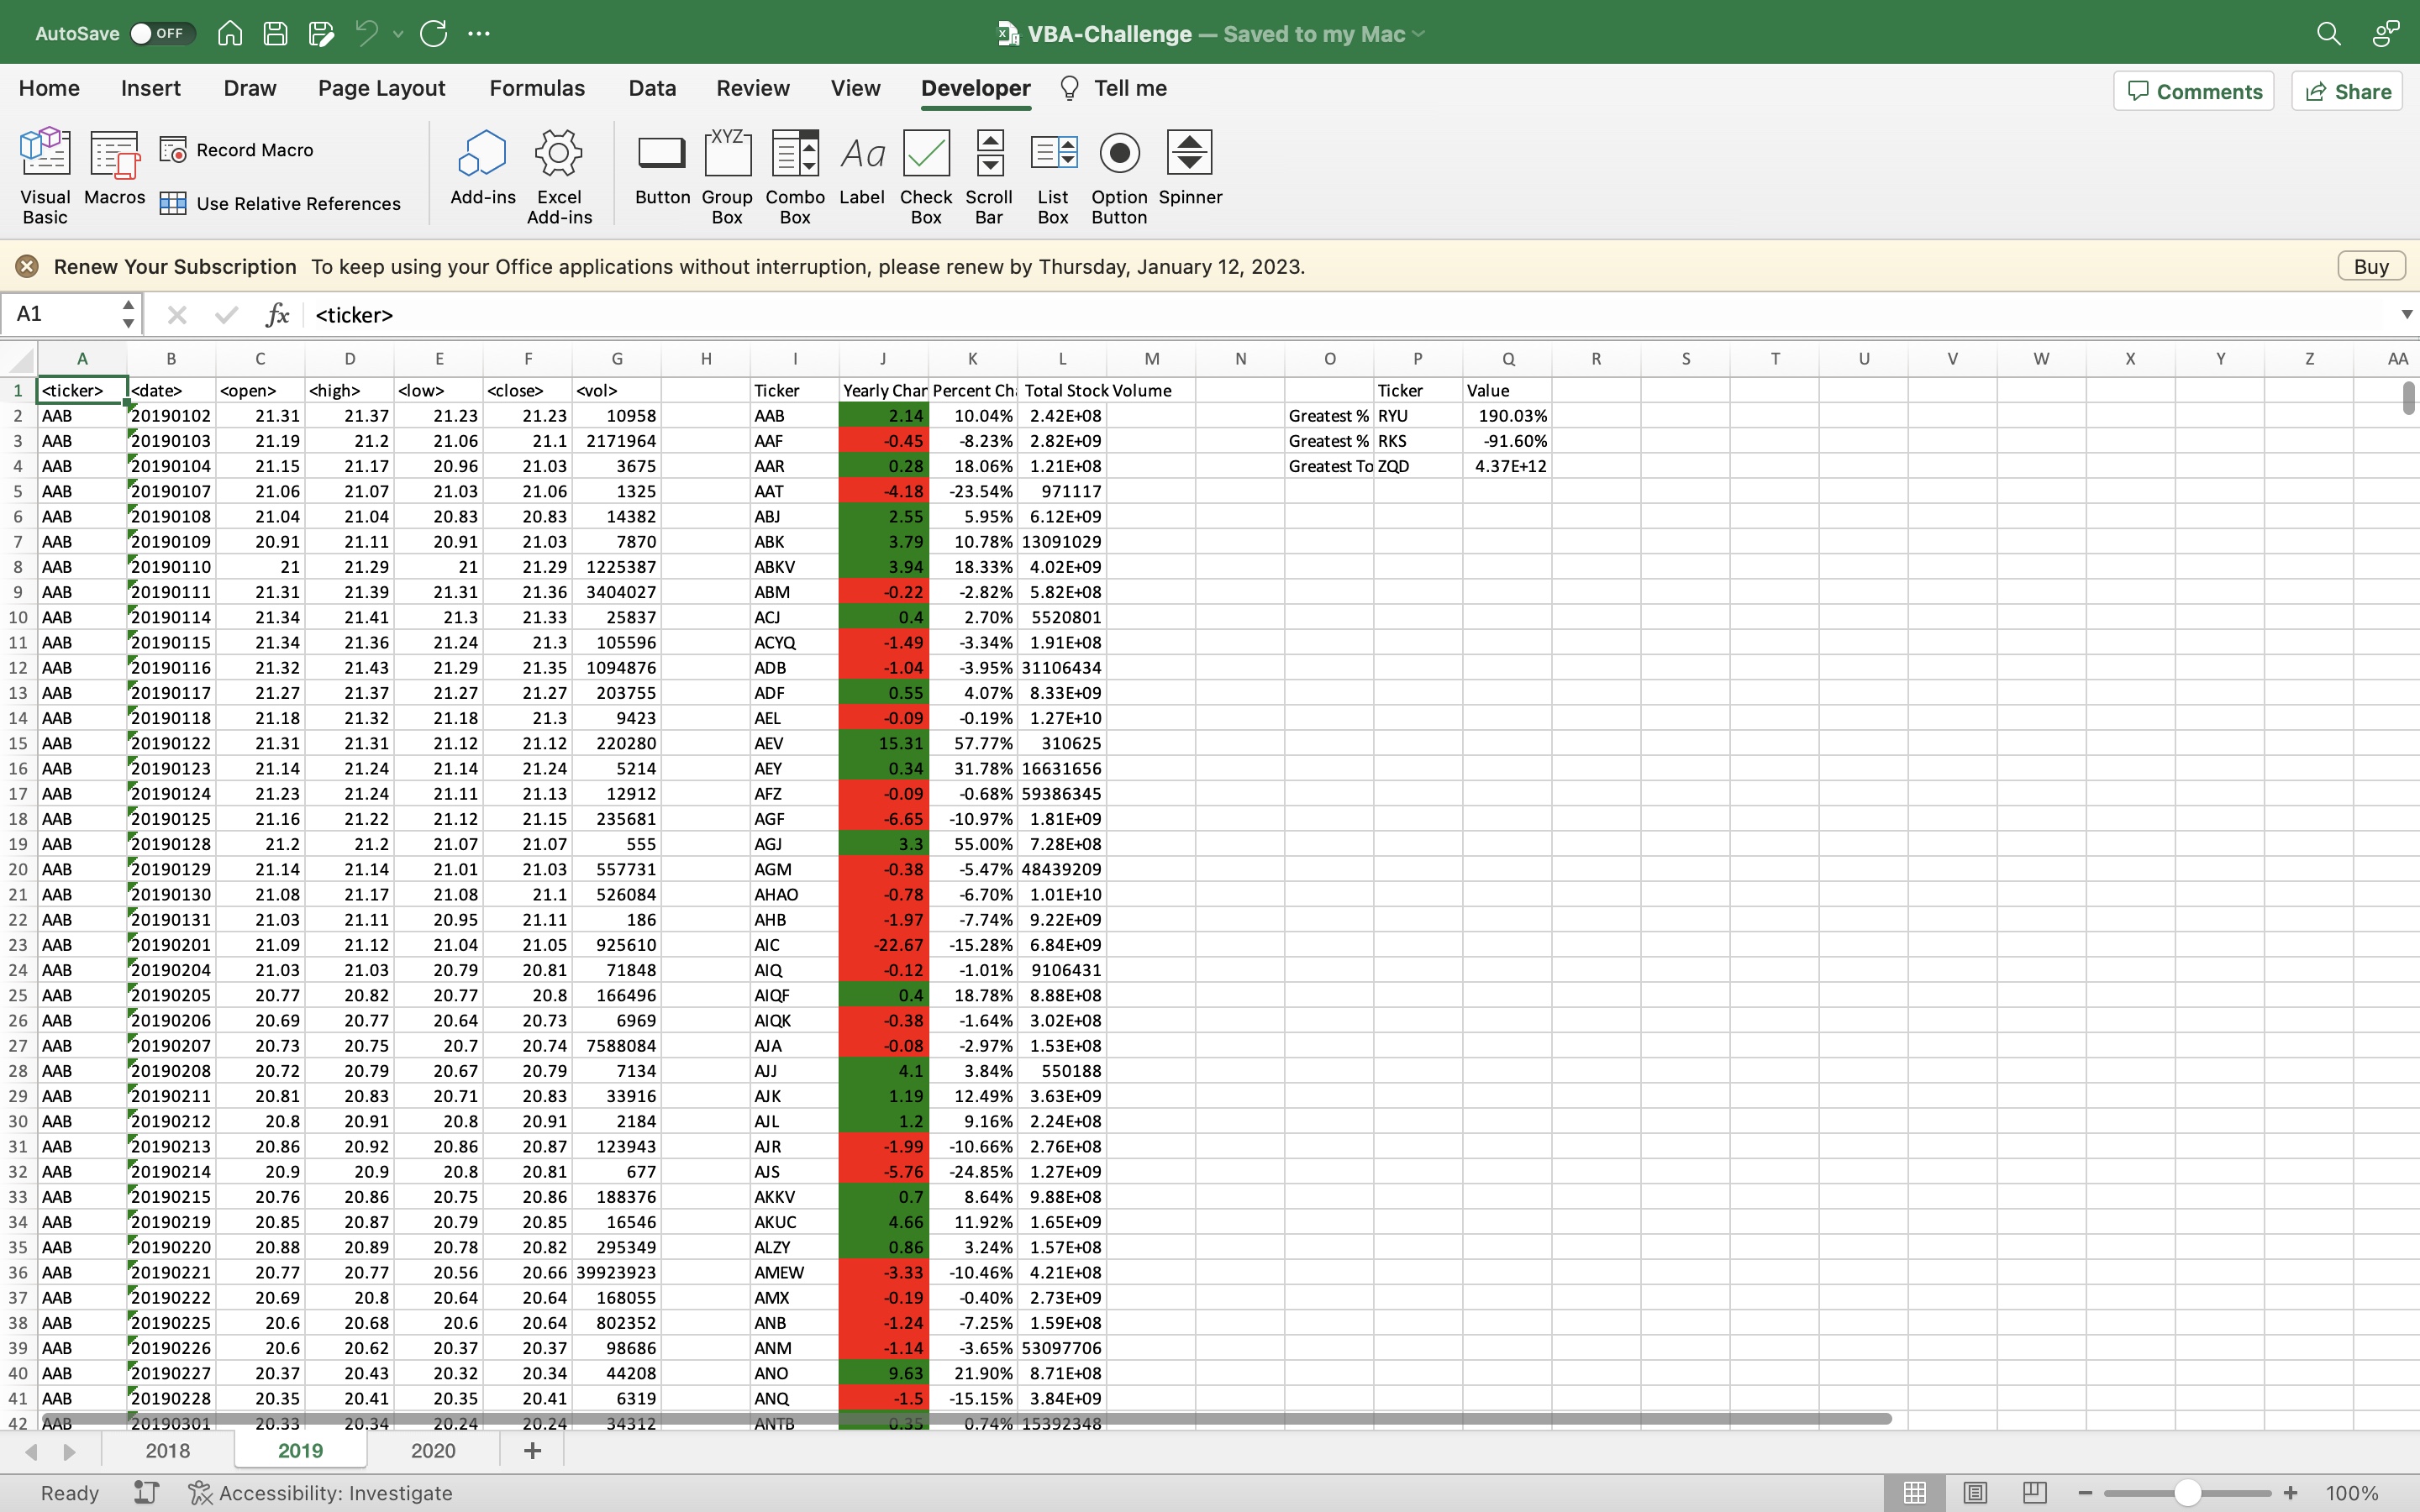 AutoSave OFF VBA-Challenge — Saved to my Mac
Home Insert Draw Page Layout Formulas Data Review View Developer Tell me Comments Share
Visual Basic Macros Record Macro Use Relative References Add-ins Excel Add-ins Button Group Box Combo Box Label Check Box Scroll Bar List Box Option Button Spinner
XYZ Aa
Renew Your Subscription To keep using your Office applications without interruption, please renew by Thursday, January 12, 2023. Buy
A1 fx <ticker>
A B C D E F G H I J K L M N O P Q R S T U V W X Y Z AA
1 <ticker> <date> <open> <high> <low> <close> <vol> Ticker Yearly Char Percent Ch Total Stock Volume Ticker Value
2 AAB 20190102 21.31 21.37 21.23 21.23 10958 AAB 2.14 10.04% 2.42E+08 Greatest % RYU 190.03%
3 AAB 20190103 21.19 21.2 21.06 21.1 2171964 AAF -0.45 -8.23% 2.82E+09 Greatest % RKS -91.60%
4 AAB 20190104 21.15 21.17 20.96 21.03 3675 AAR 0.28 18.06% 1.21E+08 Greatest To ZQD 4.37E+12
5 AAB 20190107 21.06 21.07 21.03 21.06 1325 AAT -4.18 -23.54% 971117
6 AAB 20190108 21.04 21.04 20.83 20.83 14382 ABJ 2.55 5.95% 6.12E+09
7 AAB 20190109 20.91 21.11 20.91 21.03 7870 ABK 3.79 10.78% 13091029
8 AAB 20190110 21 21.29 21 21.29 1225387 ABKV 3.94 18.33% 4.02E+09
9 AAB 20190111 21.31 21.39 21.31 21.36 3404027 ABM -0.22 -2.82% 5.82E+08
10 AAB 20190114 21.34 21.41 21.3 21.33 25837 ACJ 0.4 2.70% 5520801
11 AAB 20190115 21.34 21.36 21.24 21.3 105596 ACYQ -1.49 -3.34% 1.91E+08
12 AAB 20190116 21.32 21.43 21.29 21.35 1094876 ADB -1.04 -3.95% 31106434
13 AAB 20190117 21.27 21.37 21.27 21.27 203755 ADF 0.55 4.07% 8.33E+09
14 AAB 20190118 21.18 21.32 21.18 21.3 9423 AEL -0.09 -0.19% 1.27E+10
15 AAB 20190122 21.31 21.31 21.12 21.12 220280 AEV 15.31 57.77% 310625
16 AAB 20190123 21.14 21.24 21.14 21.24 5214 AEY 0.34 31.78% 16631656
17 AAB 20190124 21.23 21.24 21.11 21.13 12912 AFZ -0.09 -0.68% 59386345
18 AAB 20190125 21.16 21.22 21.12 21.15 235681 AGF -6.65 -10.97% 1.81E+09
19 AAB 20190128 21.2 21.2 21.07 21.07 555 AGJ 3.3 55.00% 7.28E+08
20 AAB 20190129 21.14 21.14 21.01 21.03 557731 AGM -0.38 -5.47% 48439209
21 AAB 20190130 21.08 21.17 21.08 21.1 526084 AHAO -0.78 -6.70% 1.01E+10
22 AAB 20190131 21.03 21.11 20.95 21.11 186 AHB -1.97 -7.74% 9.22E+09
23 AAB 20190201 21.09 21.12 21.04 21.05 925610 AIC -22.67 -15.28% 6.84E+09
24 AAB 20190204 21.03 21.03 20.79 20.81 71848 AIQ -0.12 -1.01% 9106431
25 AAB 20190205 20.77 20.82 20.77 20.8 166496 AIQF 0.4 18.78% 8.88E+08
26 AAB 20190206 20.69 20.77 20.64 20.73 6969 AIQK -0.38 -1.64% 3.02E+08
27 AAB 20190207 20.73 20.75 20.7 20.74 7588084 AJA -0.08 -2.97% 1.53E+08
28 AAB 20190208 20.72 20.79 20.67 20.79 7134 AJJ 4.1 3.84% 550188
29 AAB 20190211 20.81 20.83 20.71 20.83 33916 AJK 1.19 12.49% 3.63E+09
30 AAB 20190212 20.8 20.91 20.8 20.91 2184 AJL 1.2 9.16% 2.24E+08
31 AAB 20190213 20.86 20.92 20.86 20.87 123943 AJR -1.99 -10.66% 2.76E+08
32 AAB 20190214 20.9 20.9 20.8 20.81 677 AJS -5.76 -24.85% 1.27E+09
33 AAB 20190215 20.76 20.86 20.75 20.86 188376 AKKV 0.7 8.64% 9.88E+08
34 AAB 20190219 20.85 20.87 20.79 20.85 16546 AKUC 4.66 11.92% 1.65E+09
35 AAB 20190220 20.88 20.89 20.78 20.82 295349 ALZY 0.86 3.24% 1.57E+08
36 AAB 20190221 20.77 20.77 20.56 20.66 39923923 AMEW -3.33 -10.46% 4.21E+08
37 AAB 20190222 20.69 20.8 20.64 20.64 168055 AMX -0.19 -0.40% 2.73E+09
38 AAB 20190225 20.6 20.68 20.6 20.64 802352 ANB -1.24 -7.25% 1.59E+08
39 AAB 20190226 20.6 20.62 20.37 20.37 98686 ANM -1.14 -3.65% 53097706
40 AAB 20190227 20.37 20.43 20.32 20.34 44208 ANO 9.63 21.90% 8.71E+08
41 AAB 20190228 20.35 20.41 20.35 20.41 6319 ANQ -1.5 -15.15% 3.84E+09
42 AAB 20190301 20.33 20.34 20.24 20.24 34312 ANTB 0.35 0.74% 15392348
2018 2019 2020 +
Ready Accessibility: Investigate 100%